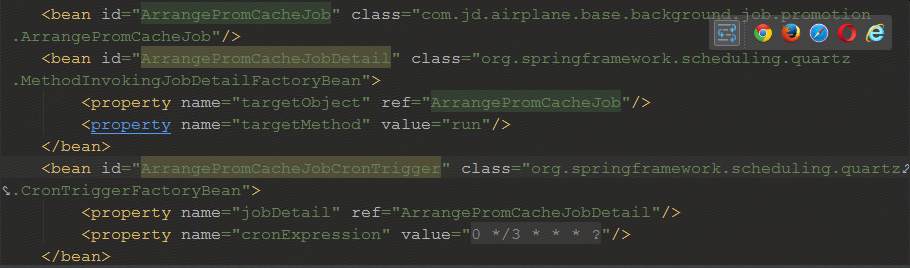 <bean id="ArrangePromCacheJob" class="com.jd.airplane.base.background.job.promotion
.ArrangePromCacheJob"/>
<bean id="ArrangePromCacheJobDetail" class="org.springframework.scheduling.quartz
.MethodInvokingJobDetailFactoryBean">
<property name="targetObject" ref="ArrangePromCacheJob"/>
<property name="targetMethod" value="run"/>
</bean>
<bean id="ArrangePromCacheJobCronTrigger" class="org.springframework.scheduling.quartz
.CronTriggerFactoryBean">
<property name="jobDetail" ref="ArrangePromCacheJobDetail"/>
<property name="cronExpression" value="0 */3 * * * ?"/>
</bean>